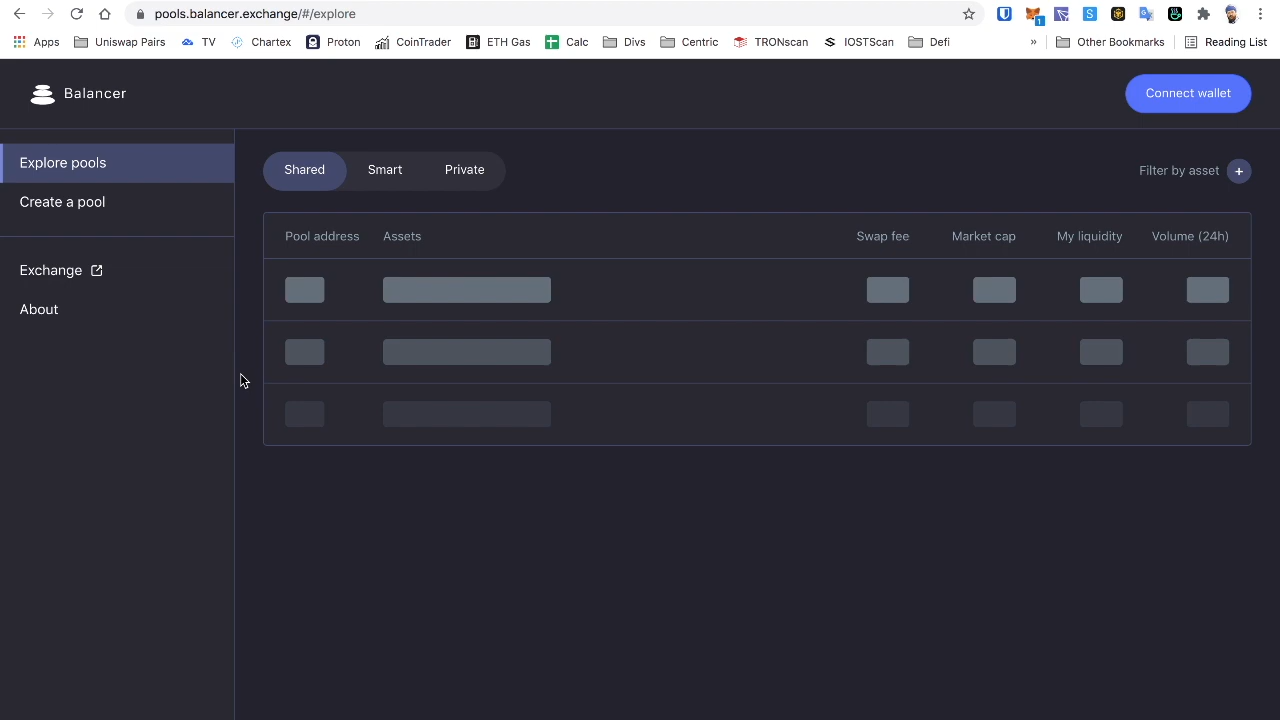 pools.balancer.exchange/#/explore
1
Apps Uniswap Pairs TV Chartex Proton CoinTrader ETH Gas Calc Divs Centric TRONscan IOSTScan Defi » Other Bookmarks Reading List
Balancer
Connect wallet
Explore pools
Create a pool
Exchange
About
Shared Smart Private
Filter by asset +
Pool address Assets Swap fee Market cap My liquidity Volume (24h)